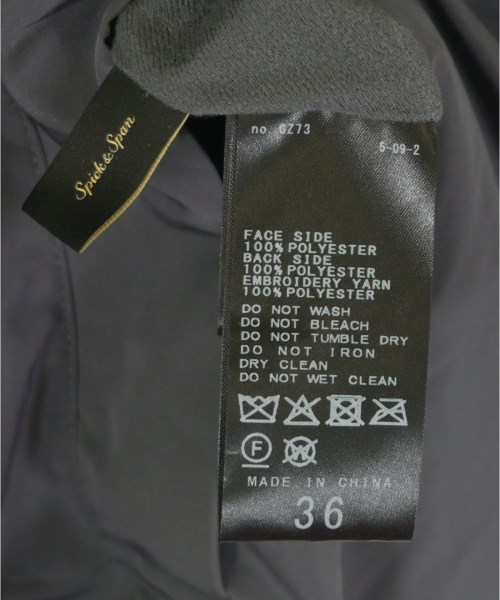 Spick&Span
no. GZ73
5-09-2
FACE SIDE
100% POLYESTER
BACK SIDE
100% POLYESTER
EMBROIDERY YARN
100% POLYESTER
DO NOT WASH
DO NOT BLEACH
DO NOT TUMBLE DRY
DO NOT IRON
DRY CLEAN
DO NOT WET CLEAN
F W
MADE IN CHINA
36